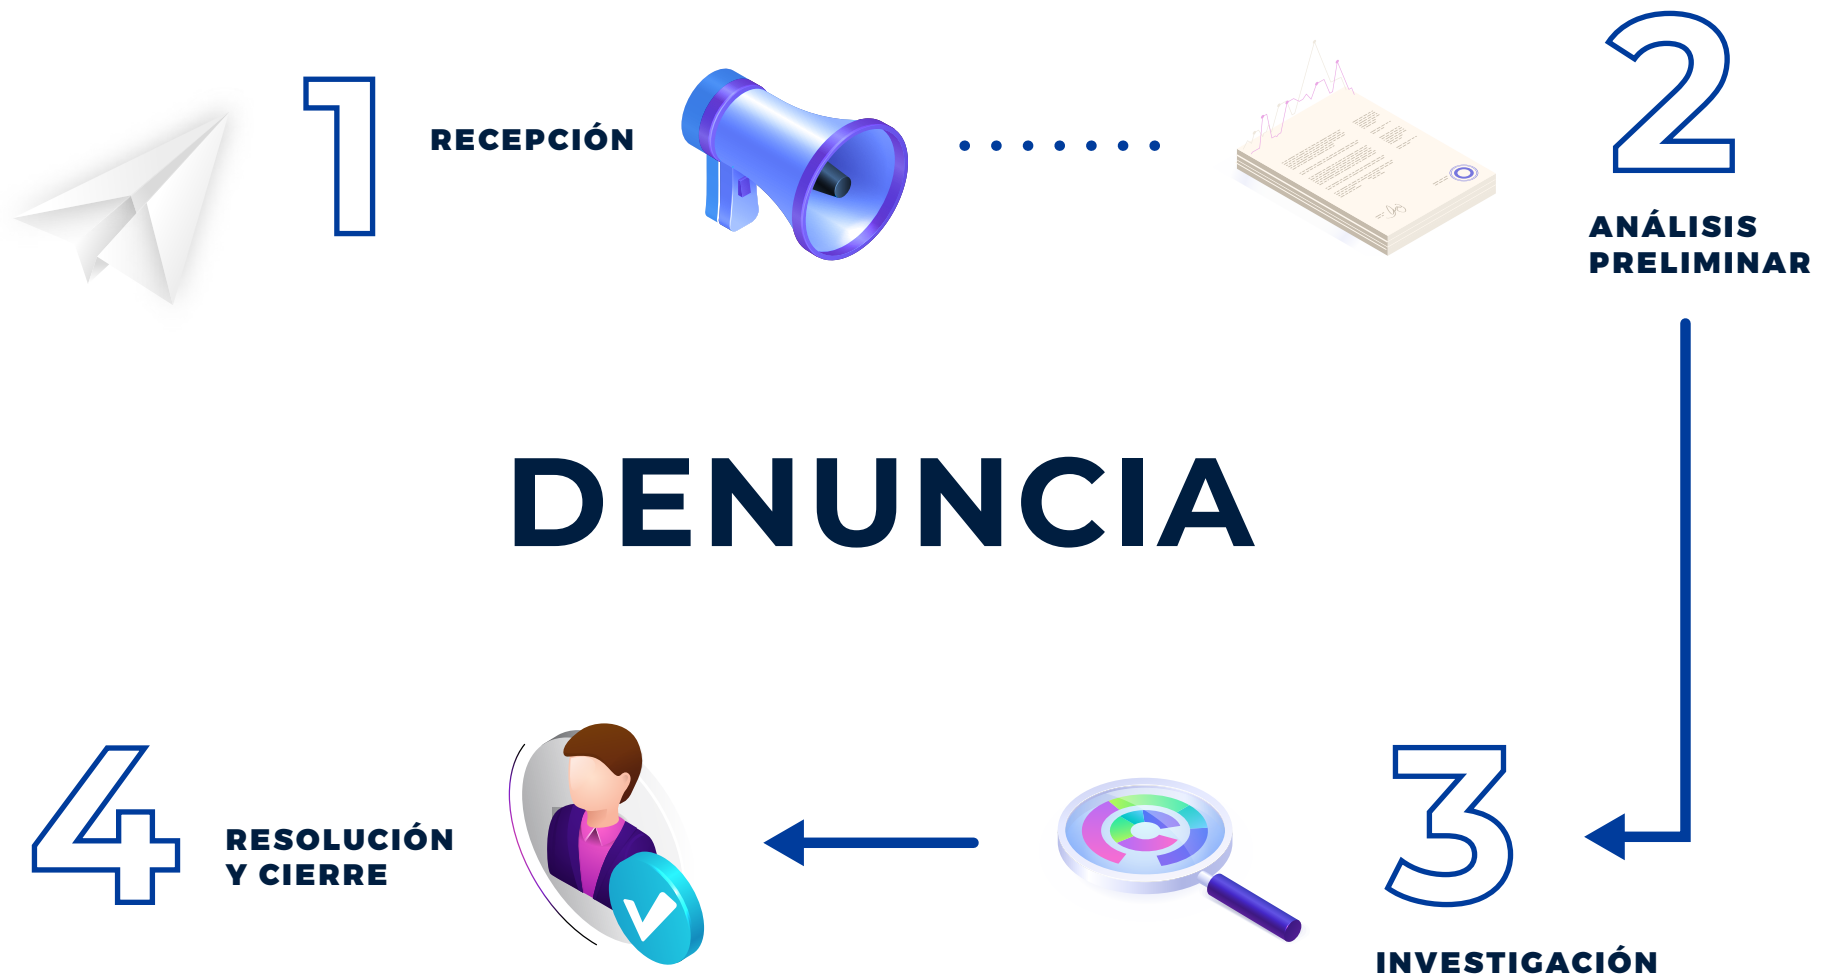 1
RECEPCIÓN
2
ANÁLISIS
PRELIMINAR
DENUNCIA
3
INVESTIGACIÓN
4
RESOLUCIÓN
Y CIERRE